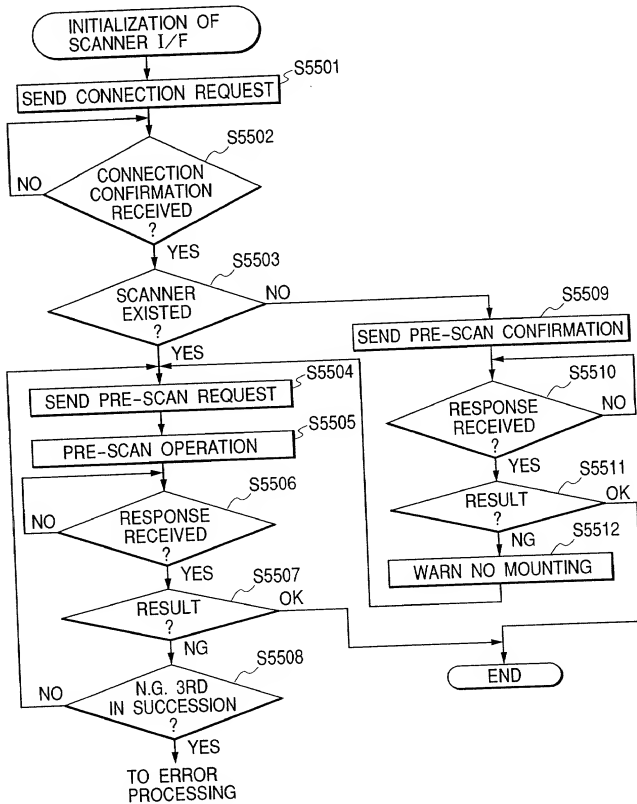 INITIALIZATION OF
SCANNER I/F
S5501
SEND CONNECTION REQUEST
S5502
CONNECTION
CONFIRMATION
RECEIVED
?
NO
YES
S5503
SCANNER
EXISTED
?
NO
YES
S5509
SEND PRE-SCAN CONFIRMATION
S5504
SEND PRE-SCAN REQUEST
S5510
RESPONSE
RECEIVED
?
NO
YES
S5505
PRE-SCAN OPERATION
S5511
RESULT
?
OK
NG
S5506
RESPONSE
RECEIVED
?
NO
YES
S5512
WARN NO MOUNTING
S5507
RESULT
?
OK
NG
S5508
N.G. 3RD
IN SUCCESSION
?
NO
YES
END
TO ERROR
PROCESSING